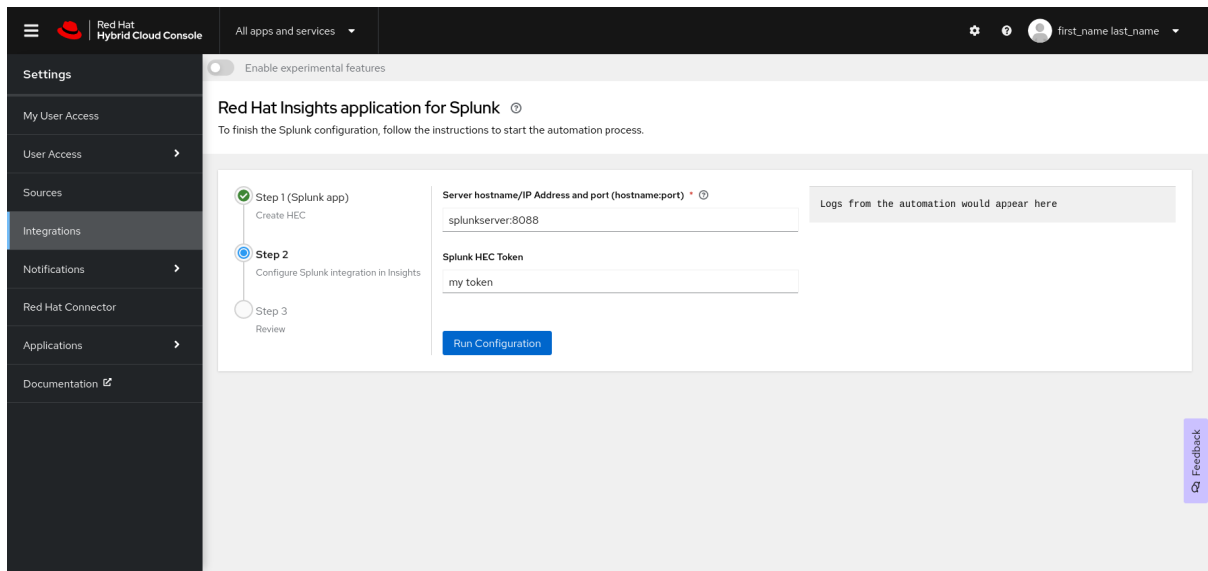 Red Hat
Hybrid Cloud Console
All apps and services
first_name last_name
Settings
My User Access
User Access
Sources
Integrations
Notifications
Red Hat Connector
Applications
Documentation
Enable experimental features
Red Hat Insights application for Splunk
To finish the Splunk configuration, follow the instructions to start the automation process.
Step 1 (Splunk app)
Create HEC
Step 2
Configure Splunk integration in Insights
Step 3
Review
Server hostname/IP Address and port (hostname:port) *
splunkserver:8088
Splunk HEC Token
my token
Run Configuration
Logs from the automation would appear here
Feedback